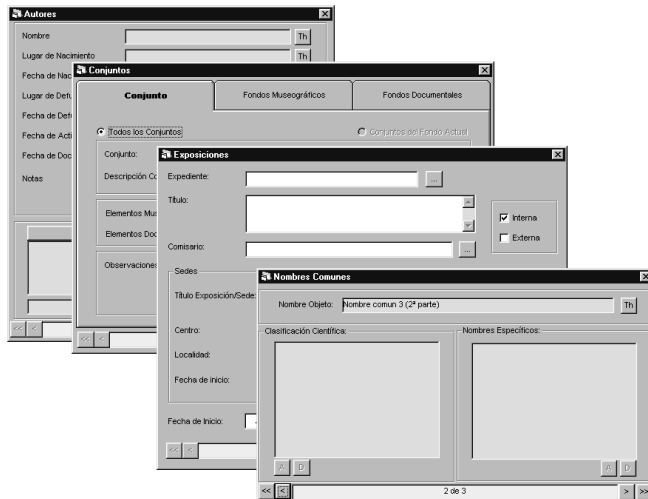 Autores
Nombre
Th
Lugar de Nacimiento
Th
Fecha de Nac
Lugar de Defu
Fecha de Defu
Fecha de Acti
Fecha de Doc
Notas
<< <
Conjuntos
Conjunto
Fondos Museográficos
Fondos Documentales
Todos los Conjuntos
Conjuntos del Fondo Actual
Conjunto:
Descripción Co
Elementos Mus
Elementos Doc
Observaciones
<< <
Exposiciones
Expediente:
...
Título:
Interna
Externa
Comisario:
...
Sedes
Título Exposición/Sede:
Centro:
Localidad:
Fecha de inicio:
Fecha de Inicio:
<< <
Nombres Comunes
Nombre Objeto:
Nombre comun 3 (2ª parte)
Th
Clasificación Científica:
Nombres Específicos:
A D
A D
<< < 2 de 3 > >>